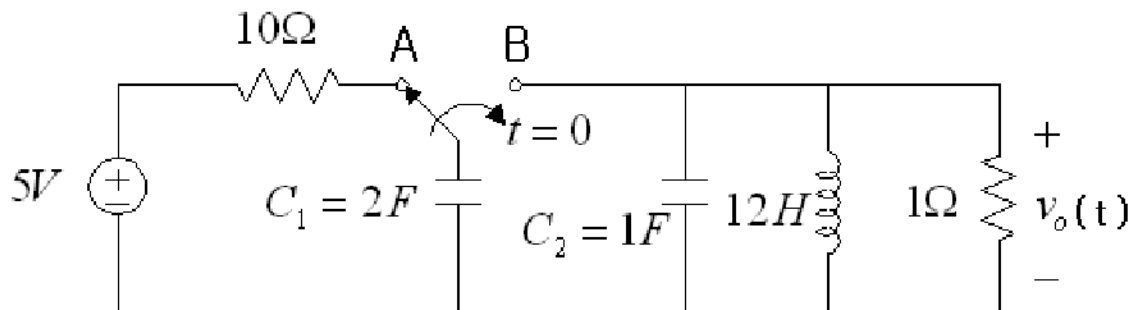 10Ω
A
B
t = 0
+
5V
+
−
C₁ = 2F
C₂ = 1F
12H
1Ω
vₒ(t)
−